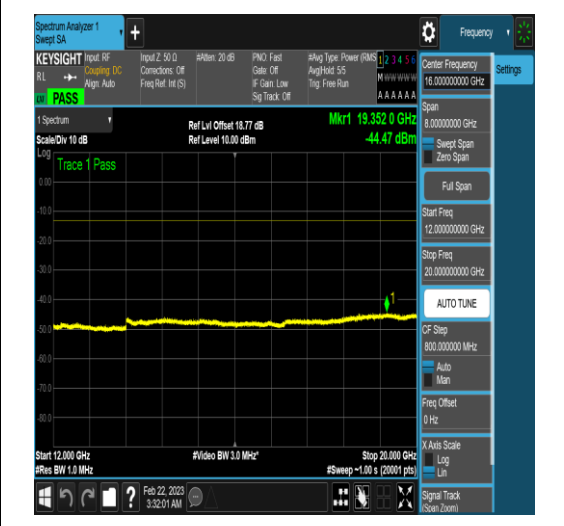 Spectrum Analyzer 1
Swept SA
Frequency
KEYSIGHT
RL
PASS
Input: RF
Coupling: DC
Align: Auto
Input Z: 50 Ω
Corrections: Off
Freq Ref: Int (S)
#Atten: 20 dB
PNO: Fast
Gate: Off
IF Gain: Low
Sig Track: Off
#Avg Type: Power (RMS
Avg|Hold: 5/5
Trig: Free Run
1 2 3 4 5 6
M W W W W W
A A A A A A
1 Spectrum
Scale/Div 10 dB
Ref Lvl Offset 18.77 dB
Ref Level 10.00 dBm
Mkr1 19.352 0 GHz
-44.47 dBm
Log
Trace 1 Pass
0.00
-10.0
-20.0
-30.0
-40.0
-50.0
-60.0
-70.0
-80.0
1
Start 12.000 GHz
#Res BW 1.0 MHz
#Video BW 3.0 MHz*
Stop 20.000 GHz
#Sweep ~1.00 s (20001 pts)
Feb 22, 2023
3:32:01 AM
?
Center Frequency
16.000000000 GHz
Settings
Span
8.00000000 GHz
Swept Span
Zero Span
Full Span
Start Freq
12.000000000 GHz
Stop Freq
20.000000000 GHz
AUTO TUNE
CF Step
800.000000 MHz
Auto
Man
Freq Offset
0 Hz
X Axis Scale
Log
Lin
Signal Track
(Span Zoom)